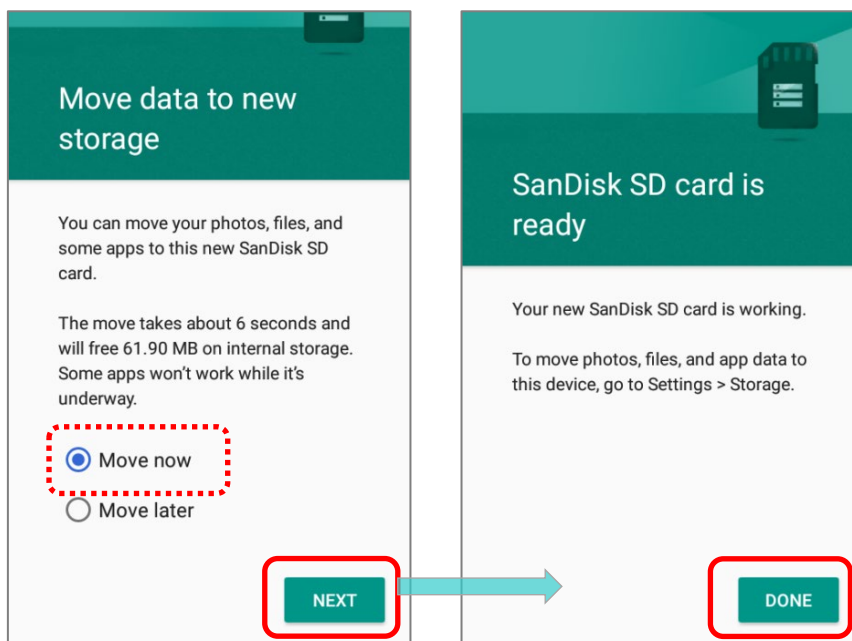 Move data to new
storage
You can move your photos, files, and
some apps to this new SanDisk SD
card.
The move takes about 6 seconds and
will free 61.90 MB on internal storage.
Some apps won’t work while it’s
underway.
Move now
Move later
NEXT
SanDisk SD card is
ready
Your new SanDisk SD card is working.
To move photos, files, and app data to
this device, go to Settings > Storage.
DONE